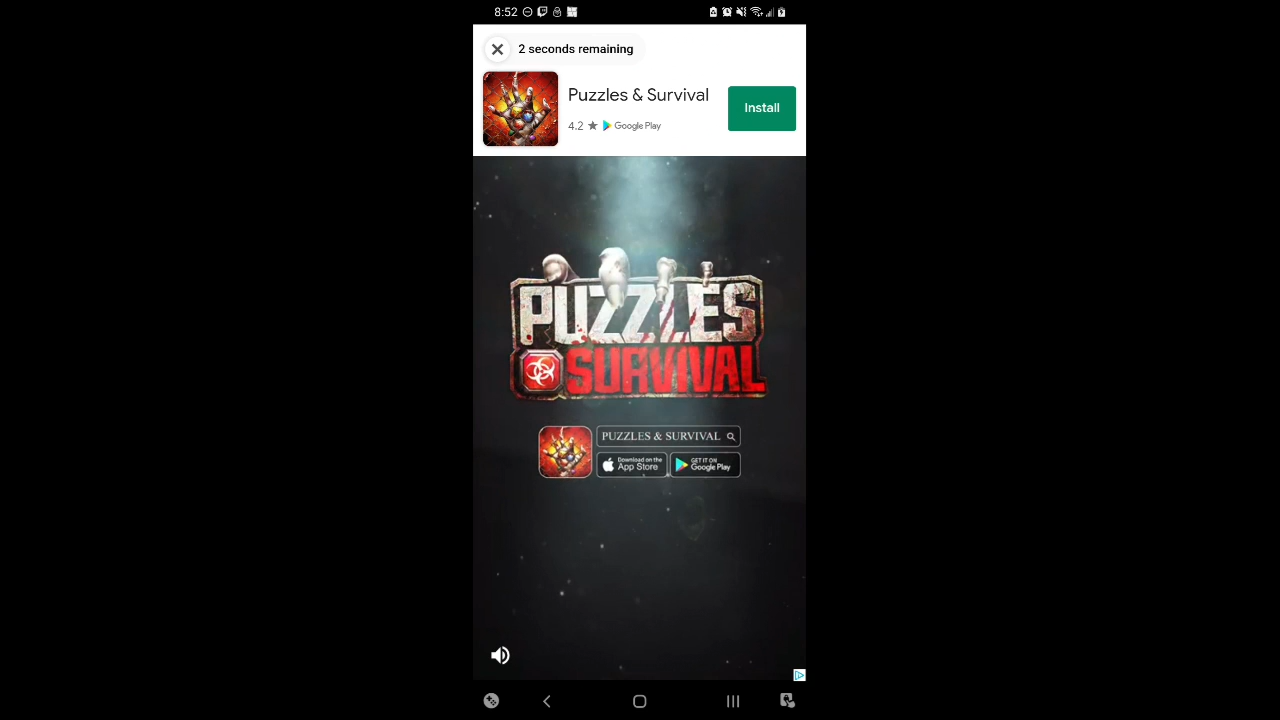 8:52
2 seconds remaining
Puzzles & Survival
4.2 ★ Google Play
Install
PUZZLES
SURVIVAL
PUZZLES & SURVIVAL
Download on the
App Store
GET IT ON
Google Play